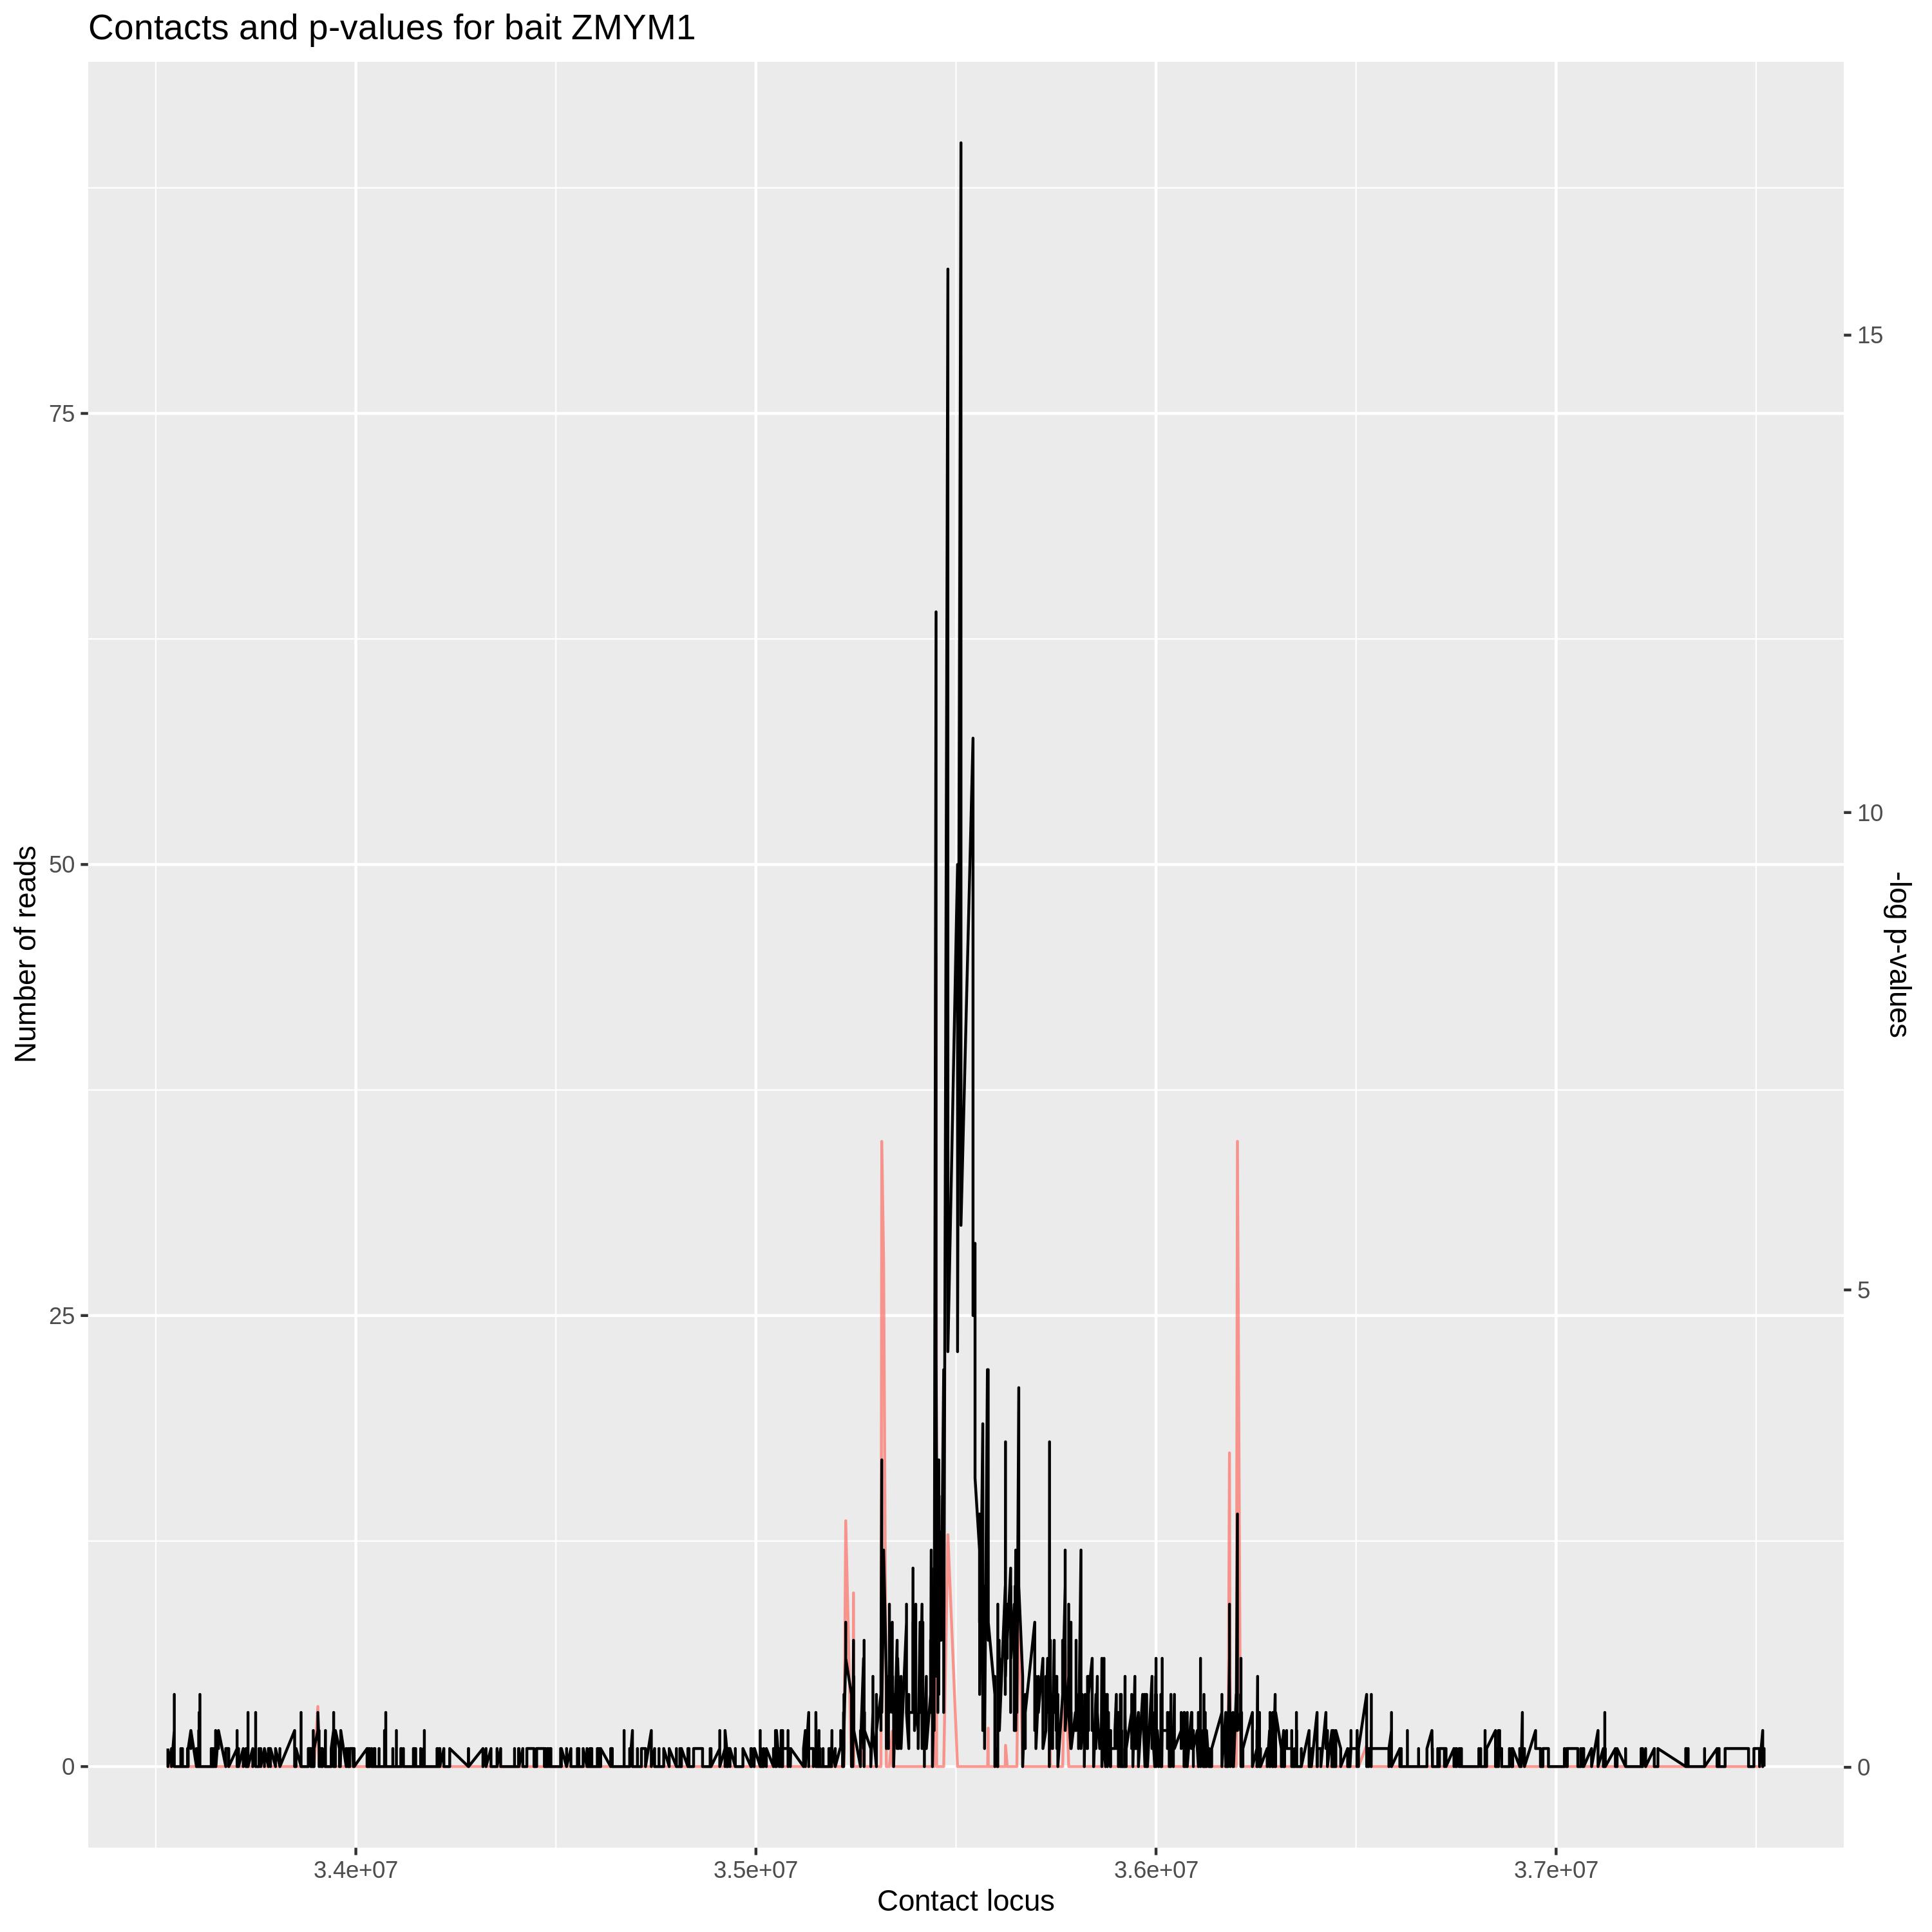 Contacts and p-values for bait ZMYM1
Number of reads
75
50
25
0
15
10
5
0
-log p-values
3.4e+07 3.5e+07 3.6e+07 3.7e+07
Contact locus